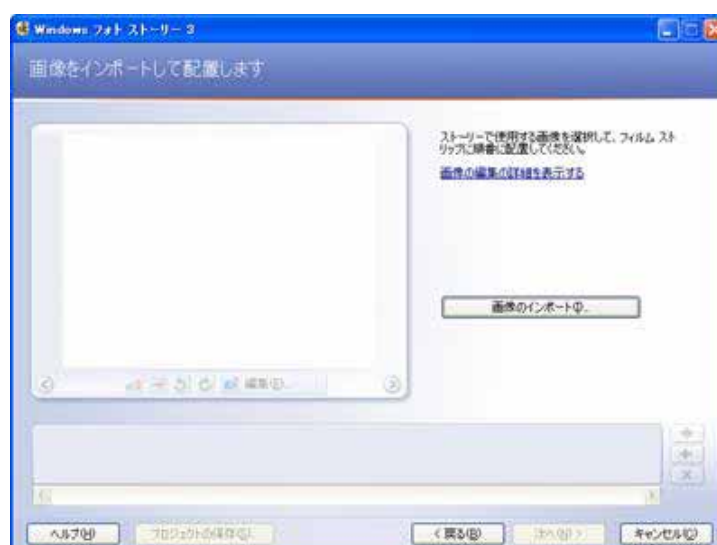 Windows フォト ストーリー 3
画像をインポートして配置します
ストーリーで使用する画像を選択して、フィルム スト
リップに順番に配置してください。
画像の編集の詳細を表示する
画像のインポート(I)...
編集(E)...
ヘルプ(H)
プロジェクトの保存(S)...
< 戻る(B)
次へ(N) >
キャンセル(C)